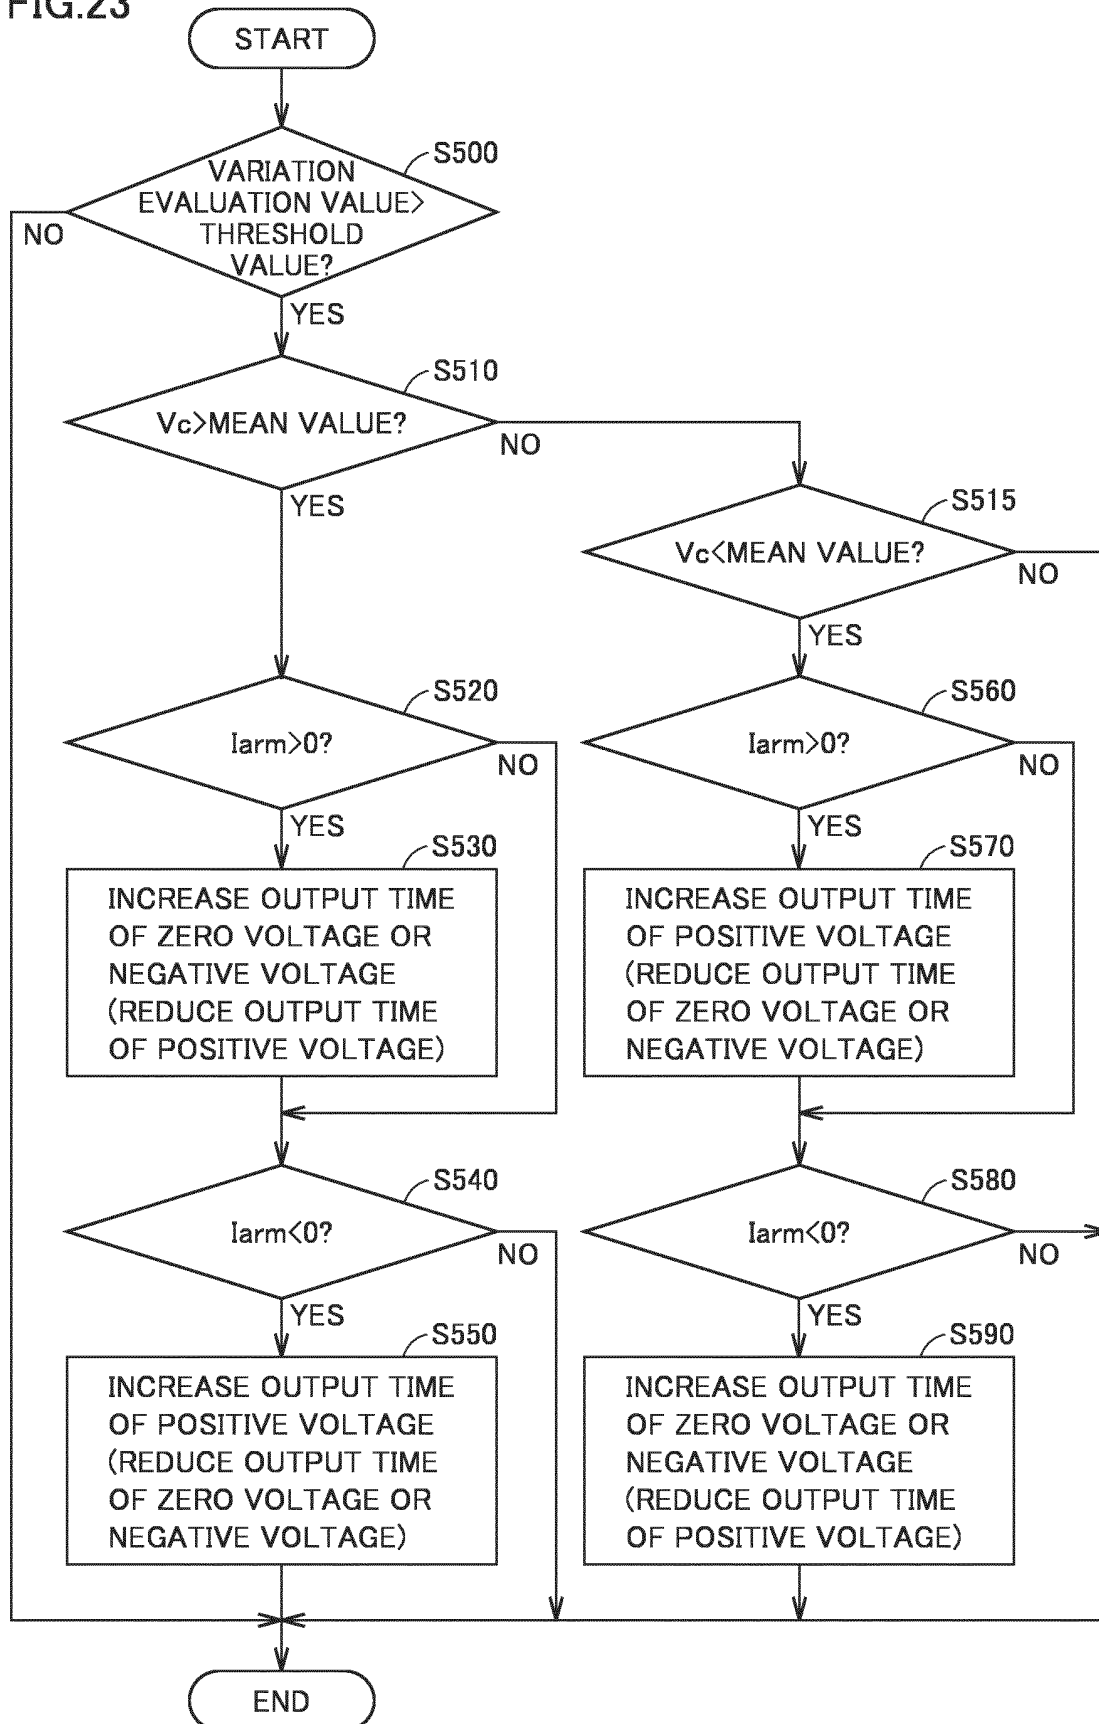 FIG.23
START
S500
VARIATION
EVALUATION VALUE>
THRESHOLD
VALUE?
NO
YES
S510
Vc>MEAN VALUE?
NO
YES
S515
Vc<MEAN VALUE?
NO
YES
S520
Iarm>0?
NO
YES
S560
Iarm>0?
NO
YES
S530
INCREASE OUTPUT TIME
OF ZERO VOLTAGE OR
NEGATIVE VOLTAGE
(REDUCE OUTPUT TIME
OF POSITIVE VOLTAGE)
S570
INCREASE OUTPUT TIME
OF POSITIVE VOLTAGE
(REDUCE OUTPUT TIME
OF ZERO VOLTAGE OR
NEGATIVE VOLTAGE)
S540
Iarm<0?
NO
YES
S580
Iarm<0?
NO
YES
S550
INCREASE OUTPUT TIME
OF POSITIVE VOLTAGE
(REDUCE OUTPUT TIME
OF ZERO VOLTAGE OR
NEGATIVE VOLTAGE)
S590
INCREASE OUTPUT TIME
OF ZERO VOLTAGE OR
NEGATIVE VOLTAGE
(REDUCE OUTPUT TIME
OF POSITIVE VOLTAGE)
END